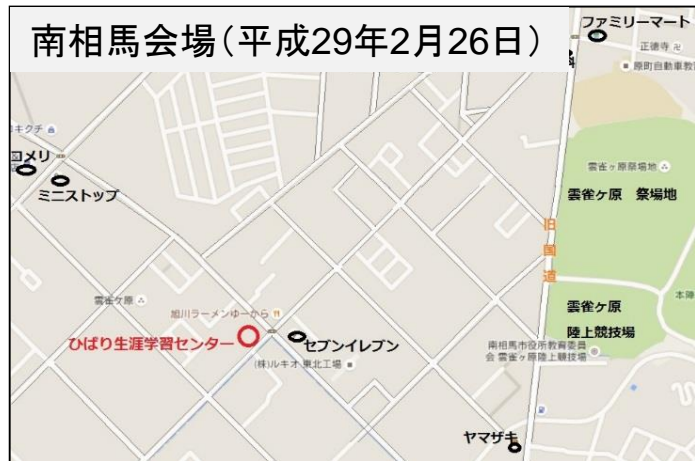 南相馬会場（平成29年2月26日）
ファミリーマート
正徳寺
原町自動車教
キクチ
メリ
ミニストップ
雲雀ヶ原祭場地
雲雀ヶ原 祭場地
旧国道
雲雀ヶ原
旭川ラーメンゆーから
ひばり生涯学習センター
セブンイレブン
(株)ルキオ 東北工場
雲雀ヶ原
陸上競技場
本陣
南相馬市役所教育委員
会 雲雀ヶ原陸上競技場
ヤマザキ